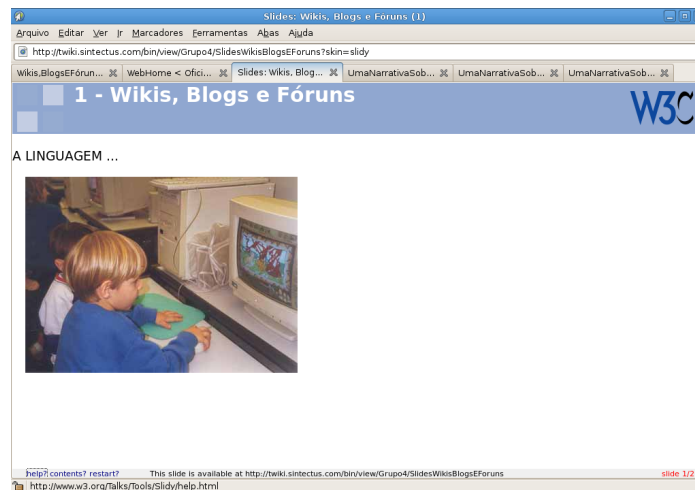 Slides: Wikis, Blogs e Fóruns (1)
Arquivo Editar Ver Ir Marcadores Ferramentas Abas Ajuda
http://twiki.sintectus.com/bin/view/Grupo4/SlidesWikisBlogsEForuns?skin=slidy
Wikis,BlogsEFórun... WebHome < Ofici... Slides: Wikis, Blog... UmaNarrativaSob... UmaNarrativaSob... UmaNarrativaSob...
1 - Wikis, Blogs e Fóruns
W3C
A LINGUAGEM ...
help? contents? restart? This slide is available at http://twiki.sintectus.com/bin/view/Grupo4/SlidesWikisBlogsEForuns slide 1/2
http://www.w3.org/Talks/Tools/Slidy/help.html